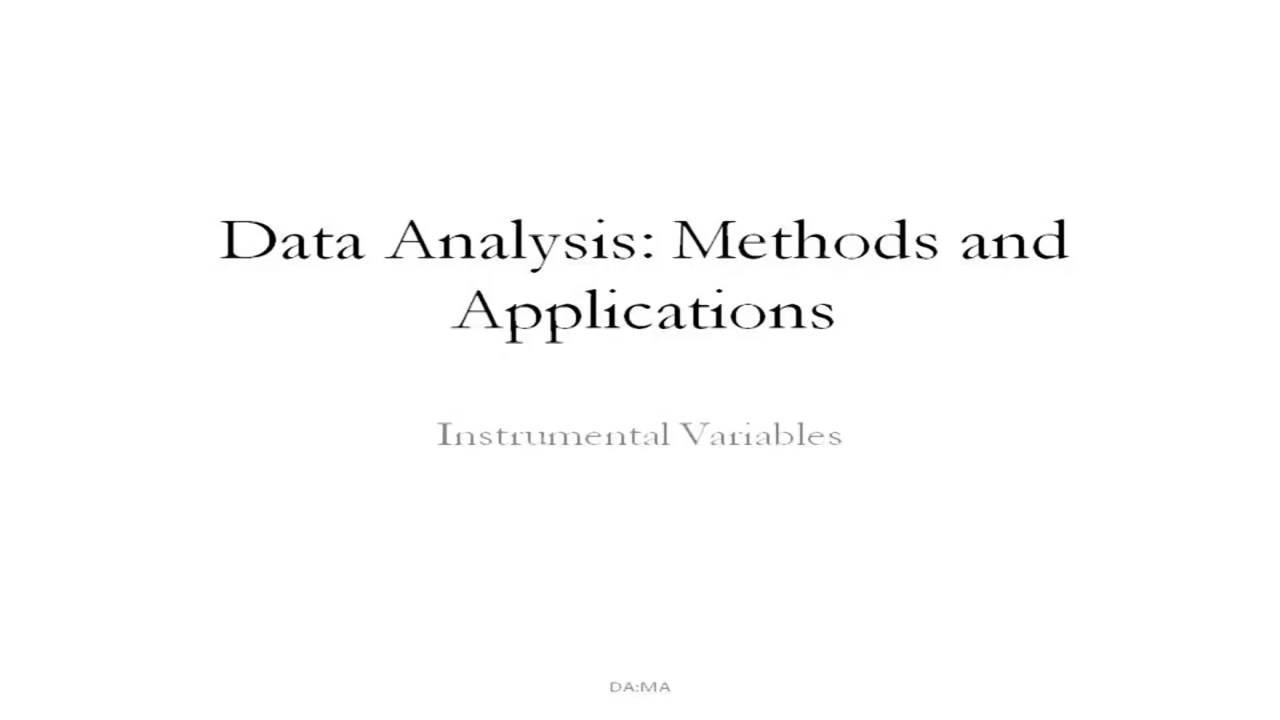 Data Analysis: Methods and
Applications
Instrumental Variables
DA:MA